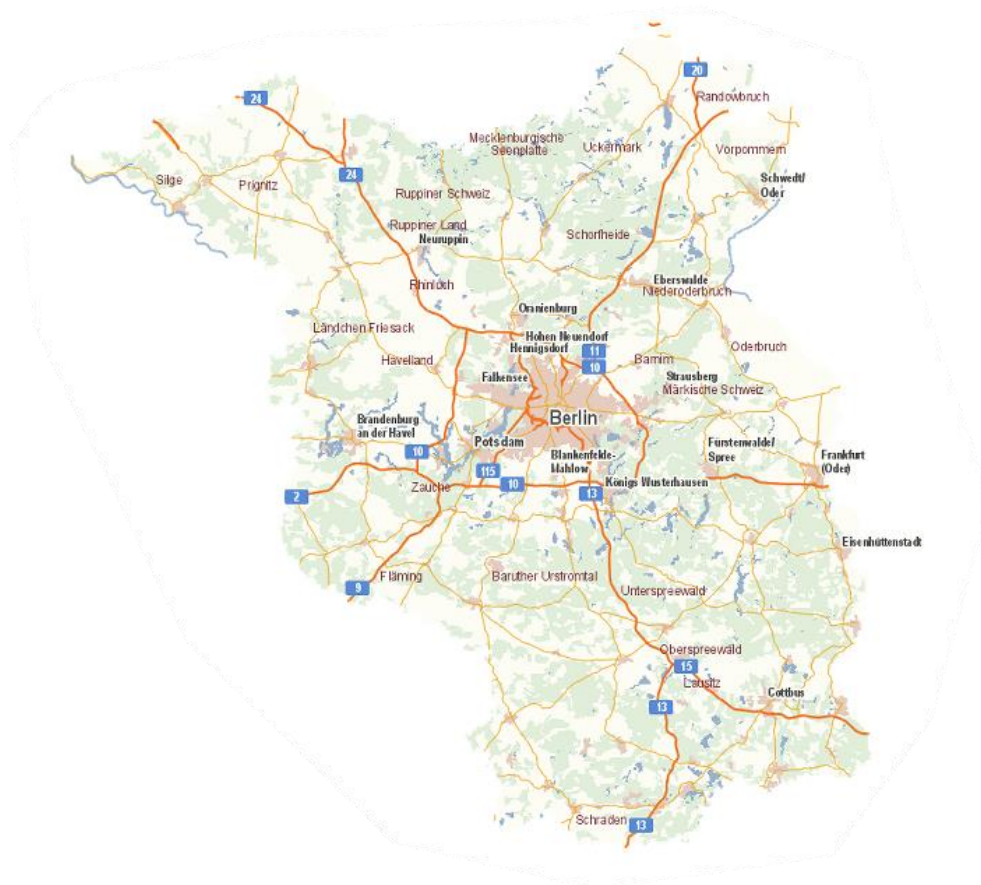 20
24
Randowbruch
Mecklenburgische
Seenplatte
Uckermark
Vorpommern
24
Silge
Prignitz
Schwedt/
Oder
Ruppiner Schweiz
Ruppiner Land
Neuruppin
Schorfheide
Rhinluch
Eberswalde
Niederoderbruch
Oranienburg
Ländchen Friesack
Hohen Neuendorf
Hennigsdorf
11
Oderbruch
Havelland
Barnim
10
Falkensee
Strausberg
Märkische Schweiz
Brandenburg
an der Havel
Berlin
Potsdam
Fürstenwalde/
Spree
10
Blankenfelde-
Mahlow
Frankfurt
(Oder)
115
10
Königs Wusterhausen
Zauche
2
13
Eisenhüttenstadt
Fläming
Baruther Urstromtal
9
Unterspreewald
Oberspreewald
15
Lausitz
Cottbus
13
Schraden
13